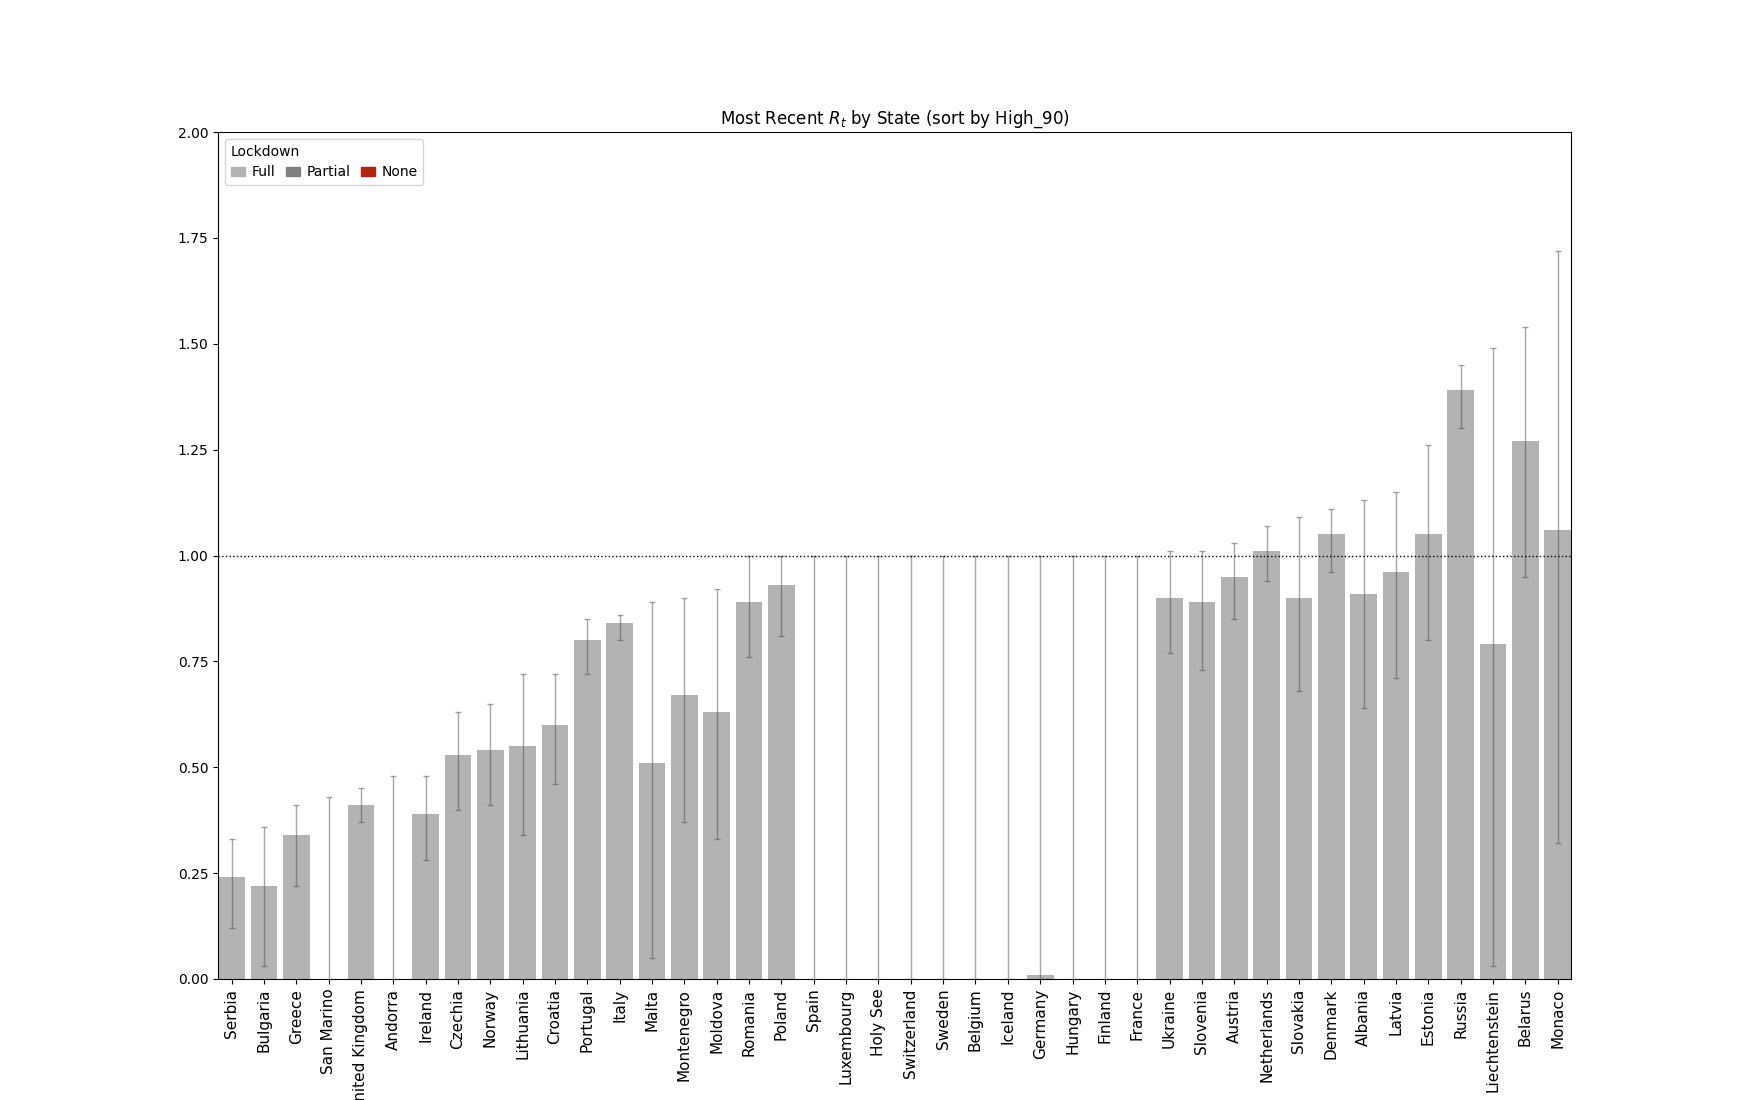 Most Recent R_t by State (sort by High_90)
Lockdown
Full Partial None
2.00
1.75
1.50
1.25
1.00
0.75
0.50
0.25
0.00
Serbia
Bulgaria
Greece
San Marino
nited Kingdom
Andorra
Ireland
Czechia
Norway
Lithuania
Croatia
Portugal
Italy
Malta
Montenegro
Moldova
Romania
Poland
Spain
Luxembourg
Holy See
Switzerland
Sweden
Belgium
Iceland
Germany
Hungary
Finland
France
Ukraine
Slovenia
Austria
Netherlands
Slovakia
Denmark
Albania
Latvia
Estonia
Russia
Liechtenstein
Belarus
Monaco